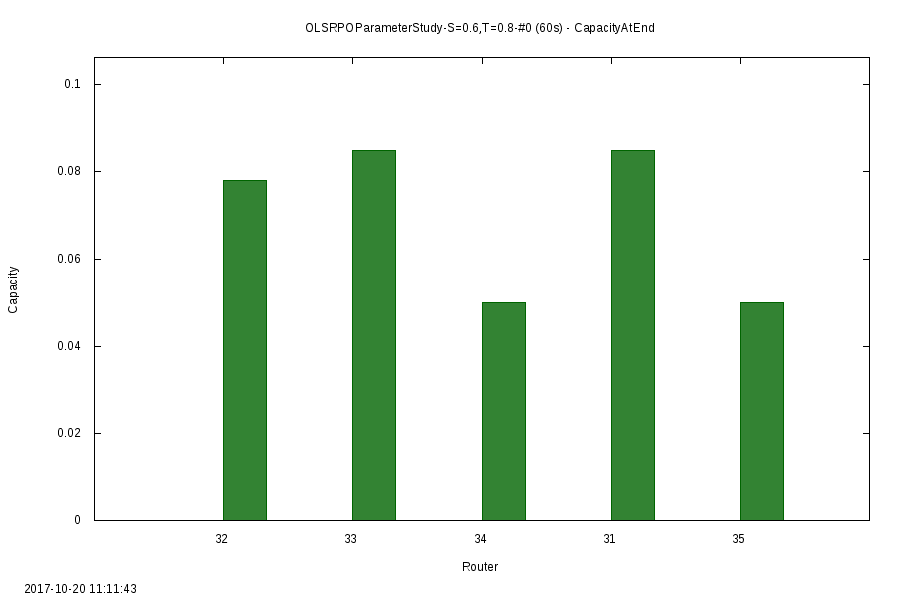 OLSRPOParameterStudy-S=0.6,T=0.8-#0 (60s) - CapacityAtEnd
0.1
0.08
0.06
0.04
0.02
0
Capacity
32 33 34 31 35
Router
2017-10-20 11:11:43